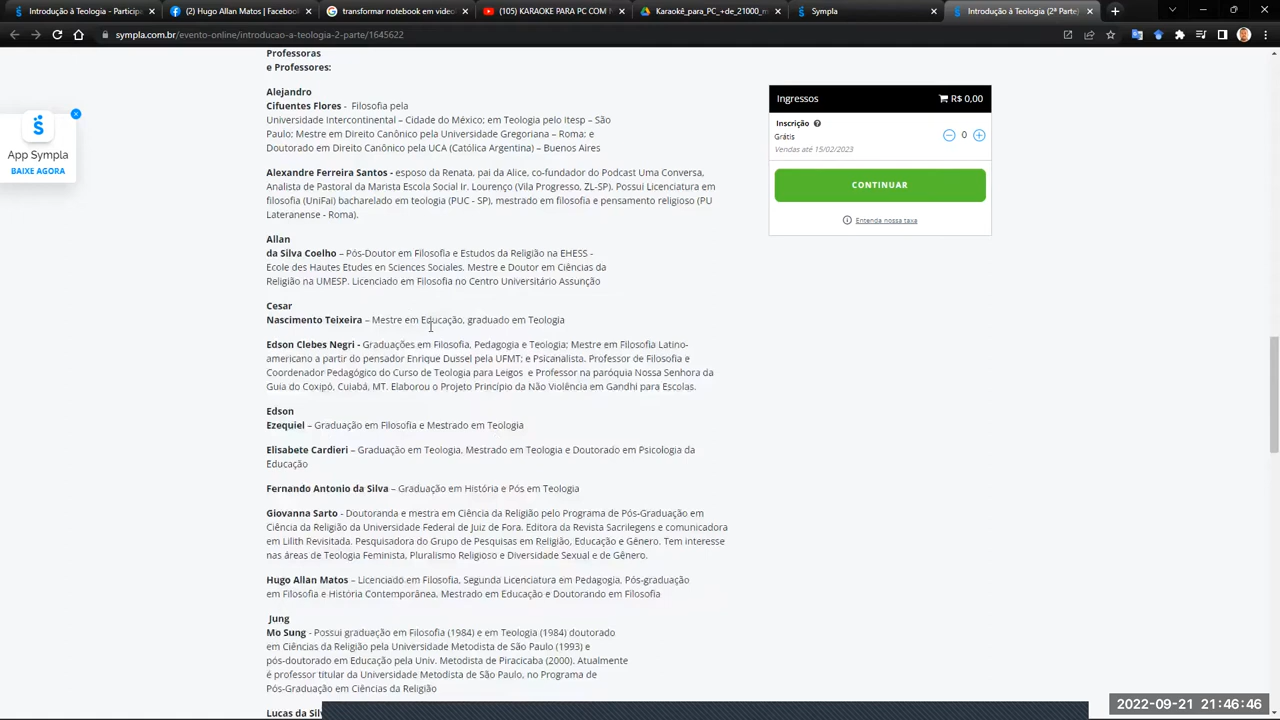 Introdução à Teologia - Particip
(2) Hugo Allan Matos | Facebook
transformar notebook em video
(105) KARAOKE PARA PC COM
Karaokê_para_PC_+de_21000_m
Sympla
Introdução à Teologia (2ª Parte)
sympla.com.br/evento-online/introducao-a-teologia-2-parte/1645622
App Sympla
BAIXE AGORA
Professoras
e Professores:
Alejandro
Cifuentes Flores - Filosofia pela
Universidade Intercontinental – Cidade do México; em Teologia pelo Itesp – São
Paulo; Mestre em Direito Canônico pela Universidade Gregoriana – Roma; e
Doutorado em Direito Canônico pela UCA (Católica Argentina) – Buenos Aires
Alexandre Ferreira Santos - esposo da Renata, pai da Alice, co-fundador do Podcast Uma Conversa,
Analista de Pastoral da Marista Escola Social Ir. Lourenço (Vila Progresso, ZL-SP). Possui Licenciatura em
filosofia (UniFai) bacharelado em teologia (PUC - SP), mestrado em filosofia e pensamento religioso (PU
Lateranense - Roma).
Allan
da Silva Coelho – Pós-Doutor em Filosofia e Estudos da Religião na EHESS -
Ecole des Hautes Etudes en Sciences Sociales. Mestre e Doutor em Ciências da
Religião na UMESP. Licenciado em Filosofia no Centro Universitário Assunção
Cesar
Nascimento Teixeira – Mestre em Educação, graduado em Teologia
Edson Clebes Negri - Graduações em Filosofia, Pedagogia e Teologia; Mestre em Filosofia Latino-
americano a partir do pensador Enrique Dussel pela UFMT; e Psicanalista. Professor de Filosofia e
Coordenador Pedagógico do Curso de Teologia para Leigos e Professor na paróquia Nossa Senhora da
Guia do Coxipó, Cuiabá, MT. Elaborou o Projeto Princípio da Não Violência em Gandhi para Escolas.
Edson
Ezequiel – Graduação em Filosofia e Mestrado em Teologia
Elisabete Cardieri – Graduação em Teologia, Mestrado em Teologia e Doutorado em Psicologia da
Educação
Fernando Antonio da Silva – Graduação em História e Pós em Teologia
Giovanna Sarto - Doutoranda e mestra em Ciência da Religião pelo Programa de Pós-Graduação em
Ciência da Religião da Universidade Federal de Juiz de Fora. Editora da Revista Sacrilegens e comunicadora
em Lilith Revisitada. Pesquisadora do Grupo de Pesquisas em Religião, Educação e Gênero. Tem interesse
nas áreas de Teologia Feminista, Pluralismo Religioso e Diversidade Sexual e de Gênero.
Hugo Allan Matos – Licenciado em Filosofia, Segunda Licenciatura em Pedagogia, Pós-graduação
em Filosofia e História Contemporânea, Mestrado em Educação e Doutorando em Filosofia
Jung
Mo Sung - Possui graduação em Filosofia (1984) e em Teologia (1984) doutorado
em Ciências da Religião pela Universidade Metodista de São Paulo (1993) e
pós-doutorado em Educação pela Univ. Metodista de Piracicaba (2000). Atualmente
é professor titular da Universidade Metodista de São Paulo, no Programa de
Pós-Graduação em Ciências da Religião
Lucas da Silv
Ingressos
R$ 0,00
Inscrição
Grátis
Vendas até 15/02/2023
0
CONTINUAR
Entenda nossa taxa
2022-09-21 21:46:46